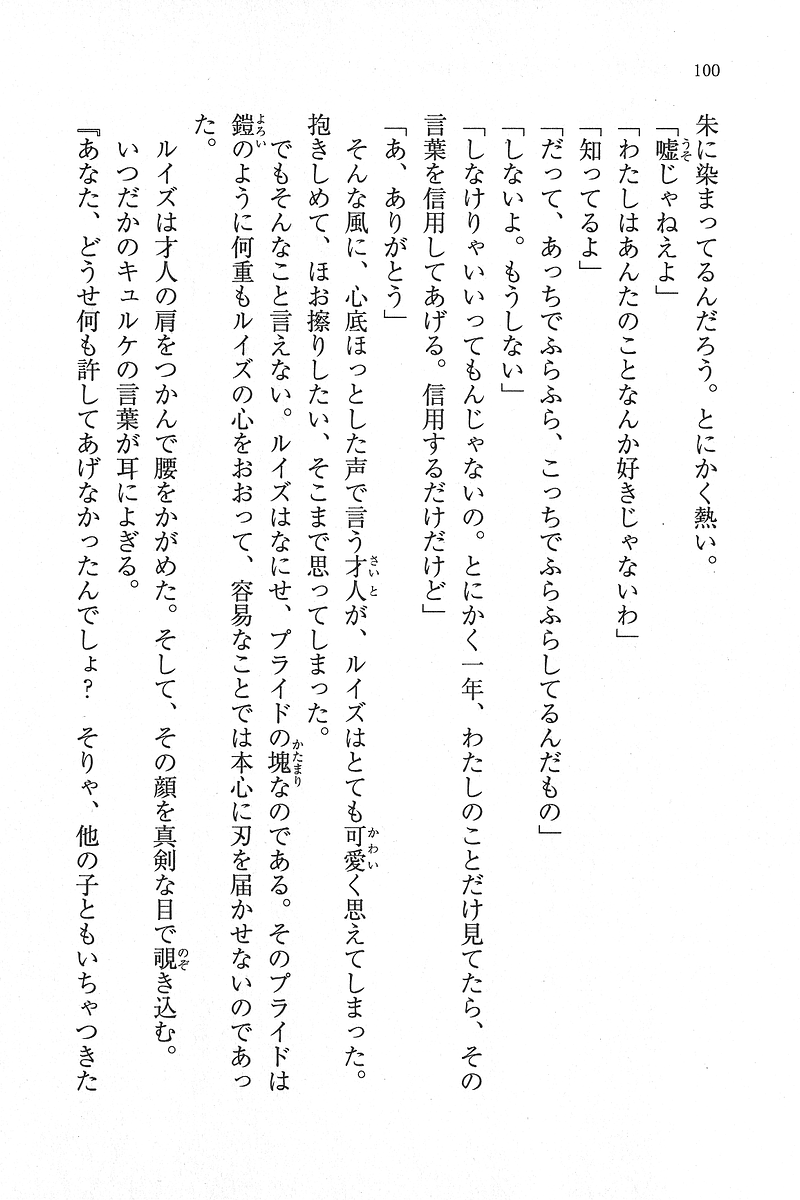 100
朱に染まってるんだろう。とにかく熱い。
「嘘じゃねえよ」
「わたしはあんたのことなんか好きじゃないわ」
「知ってるよ」
「だって、あっちでふらふら、こっちでふらふらしてるんだもの」
「しないよ。もうしない」
「しなけりゃいいってもんじゃないの。とにかく一年、わたしのことだけ見てたら、その
言葉を信用してあげる。信用するだけだけど」
「あ、ありがとう」
そんな風に、心底ほっとした声で言う才人が、ルイズはとても可愛く思えてしまった。
抱きしめて、ほお擦りしたい、そこまで思ってしまった。
でもそんなこと言えない。ルイズはなにせ、プライドの塊なのである。そのプライドは
鎧のように何重もルイズの心をおおって、容易なことでは本心に刃を届かせないのであっ
た。
ルイズは才人の肩をつかんで腰をかがめた。そして、その顔を真剣な目で覗き込む。
いつだかのキュルケの言葉が耳によぎる。
『あなた、どうせ何も許してあげなかったんでしょ？　そりゃ、他の子ともいちゃつきた